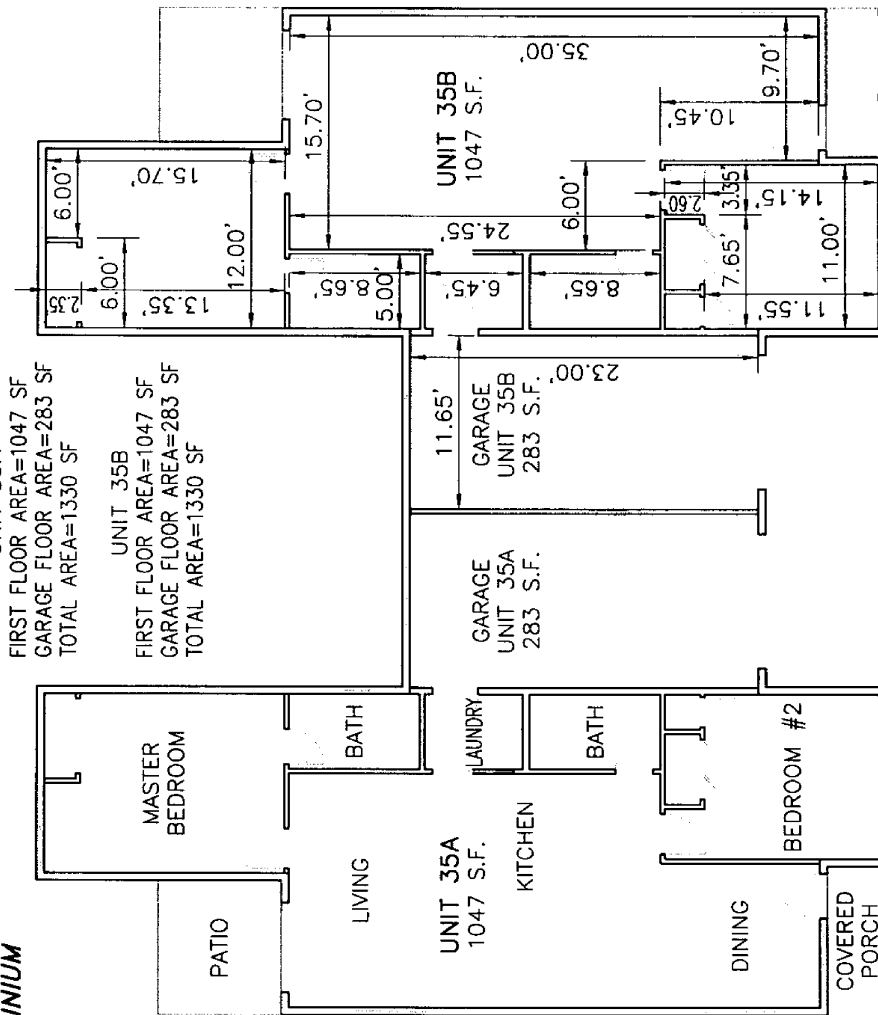 INIUM
FIRST FLOOR AREA=1047 SF
GARAGE FLOOR AREA=283 SF
TOTAL AREA=1330 SF
UNIT 35B
FIRST FLOOR AREA=1047 SF
GARAGE FLOOR AREA=283 SF
TOTAL AREA=1330 SF
PATIO
MASTER
BEDROOM
LIVING
BATH
LAUNDRY
UNIT 35A
1047 S.F.
KITCHEN
BATH
DINING
BEDROOM #2
COVERED
PORCH
GARAGE
UNIT 35A
283 S.F.
11.65'
GARAGE
UNIT 35B
283 S.F.
23.00'
2.35'
6.00'
6.00'
15.70'
13.35'
12.00'
15.70'
35.00'
8.65'
5.00'
24.55'
UNIT 35B
1047 S.F.
6.45'
6.00'
8.65'
10.45'
9.70'
2.60'
3.35'
14.15'
7.65'
11.55'
11.00'